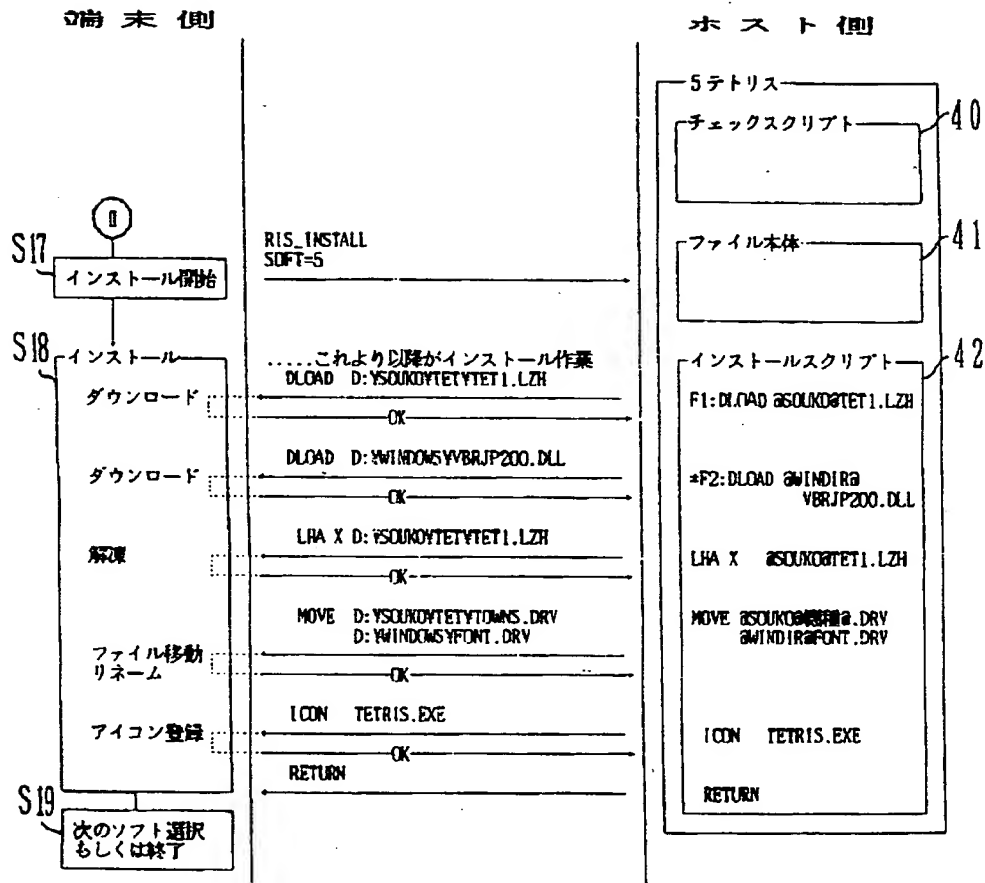 端末側
ホスト側
5テトリス
チェックスクリプト
40
ファイル本体
41
S17
インストール開始
RIS_INSTALL
SOFT=5
S18
インストール
.....これより以降がインストール作業
インストールスクリプト
42
ダウンロード
DLOAD D:¥SOUKO¥TET¥TET1.LZH
OK
F1:DLOAD @SOUKO@TET1.LZH
ダウンロード
DLOAD D:¥WINDOWS¥VBRJP200.DLL
OK
*F2:DLOAD @WINDIR@
VBRJP200.DLL
解凍
LHA X D:¥SOUKO¥TET¥TET1.LZH
OK
LHA X @SOUKO@TET1.LZH
ファイル移動
リネーム
MOVE D:¥SOUKO¥TET¥TOWNS.DRV
D:¥WINDOWS¥FONT.DRV
OK
MOVE @SOUKO@機種@.DRV
@WINDIR@FONT.DRV
アイコン登録
ICON TETRIS.EXE
OK
ICON TETRIS.EXE
RETURN
RETURN
S19
次のソフト選択
もしくは終了